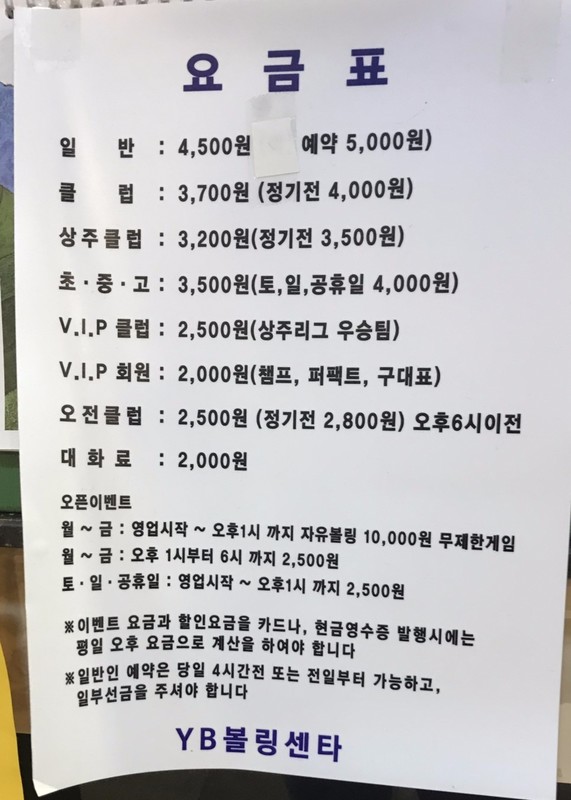 요 금 표
일 반 : 4,500원 예약 5,000원)
클 럽 : 3,700원 (정기전 4,000원)
상주클럽 : 3,200원(정기전 3,500원)
초·중·고 : 3,500원(토,일,공휴일 4,000원)
V.I.P 클럽 : 2,500원(상주리그 우승팀)
V.I.P 회원 : 2,000원(챔프, 퍼팩트, 구대표)
오전클럽 : 2,500원 (정기전 2,800원) 오후6시이전
대 화 료 : 2,000원
오픈이벤트
월 ~ 금 : 영업시작 ~ 오후1시 까지 자유볼링 10,000원 무제한게임
월 ~ 금 : 오후 1시부터 6시 까지 2,500원
토·일·공휴일 : 영업시작 ~ 오후1시 까지 2,500원
※이벤트 요금과 할인요금을 카드나, 현금영수증 발행시에는
평일 오후 요금으로 계산을 하여야 합니다
※일반인 예약은 당일 4시간전 또는 전일부터 가능하고,
일부선금을 주셔야 합니다
YB볼링센타